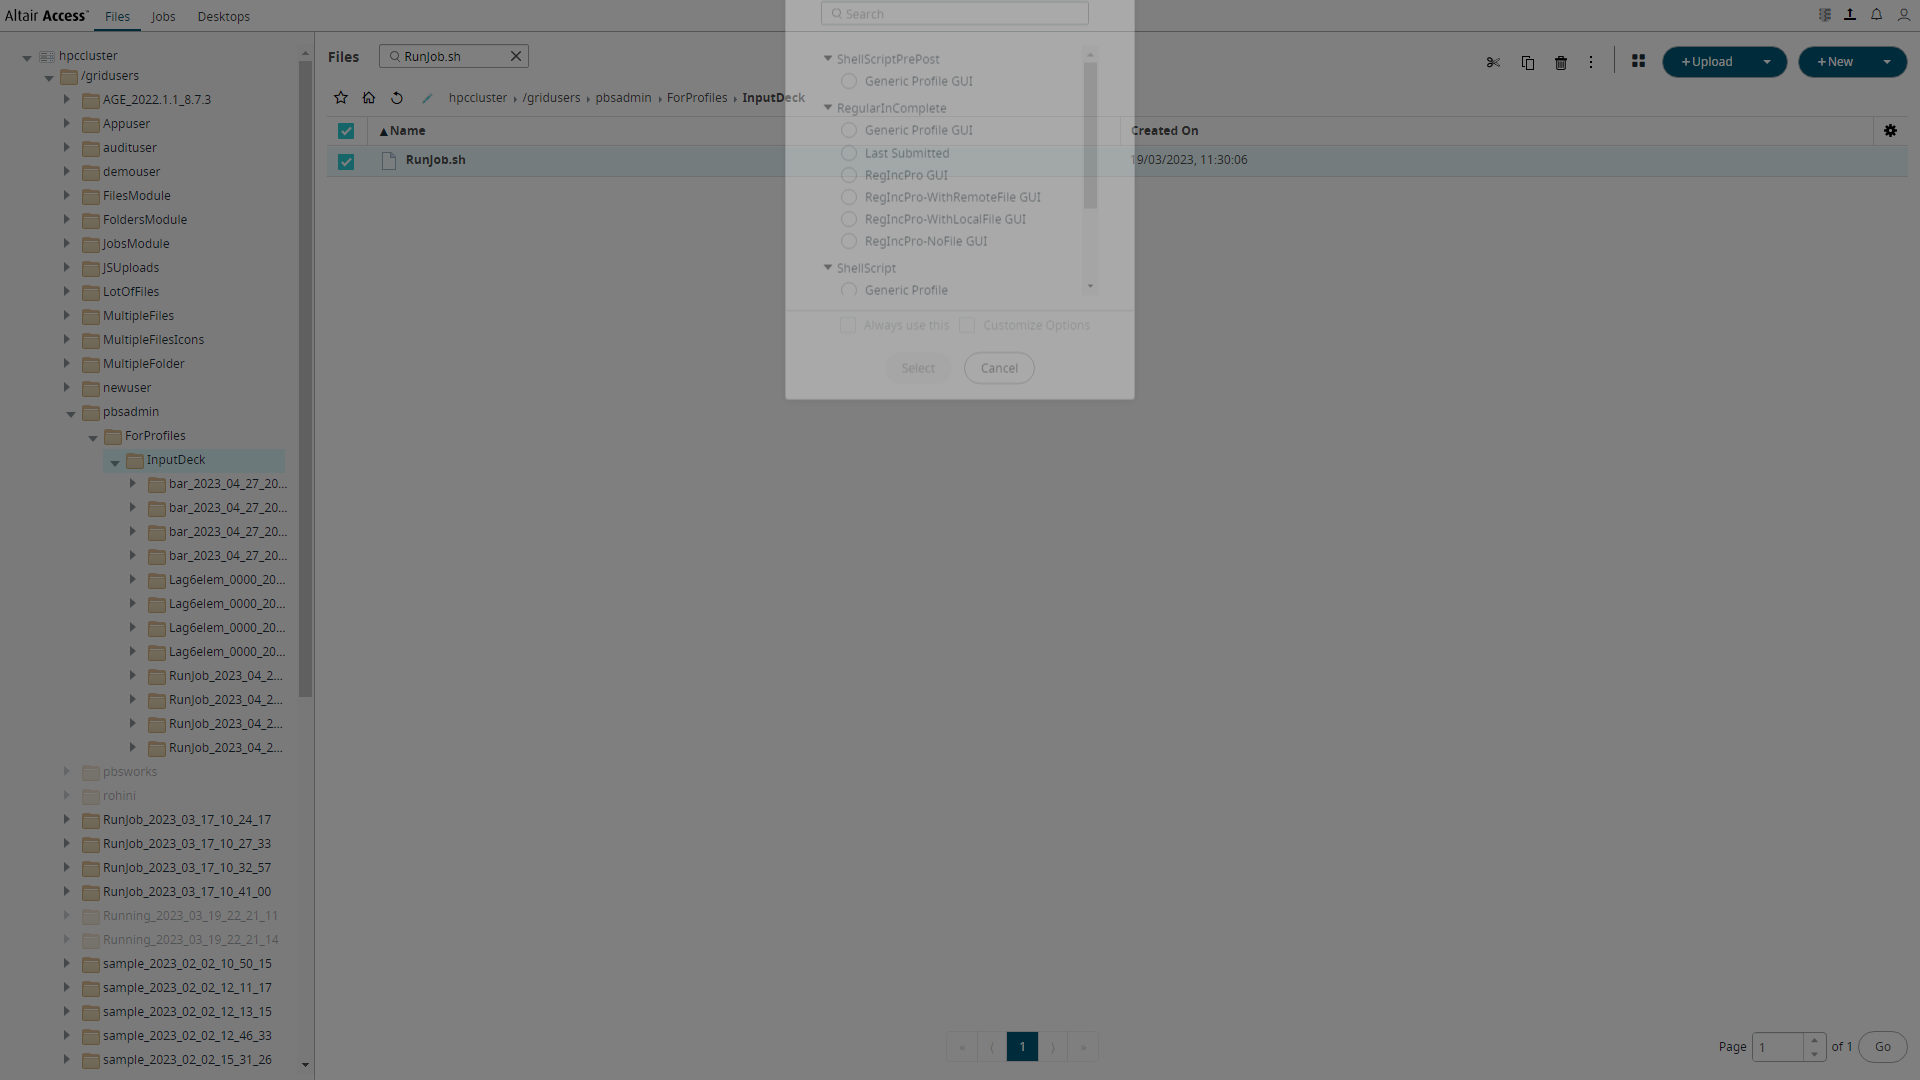 Altair Access™
Files
Jobs
Desktops
hpccluster
/gridusers
AGE_2022.1.1_8.7.3
Appuser
audituser
demouser
FilesModule
FoldersModule
JobsModule
JSUploads
LotOfFiles
MultipleFiles
MultipleFilesIcons
MultipleFolder
newuser
pbsadmin
ForProfiles
InputDeck
bar_2023_04_27_20...
bar_2023_04_27_20...
bar_2023_04_27_20...
bar_2023_04_27_20...
Lag6elem_0000_20...
Lag6elem_0000_20...
Lag6elem_0000_20...
Lag6elem_0000_20...
RunJob_2023_04_2...
RunJob_2023_04_2...
RunJob_2023_04_2...
RunJob_2023_04_2...
pbsworks
rohini
RunJob_2023_03_17_10_24_17
RunJob_2023_03_17_10_27_33
RunJob_2023_03_17_10_32_57
RunJob_2023_03_17_10_41_00
Running_2023_03_19_22_21_11
Running_2023_03_19_22_21_14
sample_2023_02_02_10_50_15
sample_2023_02_02_12_11_17
sample_2023_02_02_12_13_15
sample_2023_02_02_12_46_33
sample_2023_02_02_15_31_26
Files
RunJob.sh
+Upload
+New
hpccluster › /gridusers › pbsadmin › ForProfiles › InputDeck
Name
Created On
RunJob.sh
19/03/2023, 11:30:06
Search
ShellScriptPrePost
Generic Profile GUI
RegularInComplete
Generic Profile GUI
Last Submitted
RegIncPro GUI
RegIncPro-WithRemoteFile GUI
RegIncPro-WithLocalFile GUI
RegIncPro-NoFile GUI
ShellScript
Generic Profile
Always use this
Customize Options
Select
Cancel
« ⟨ 1 ⟩ »
Page 1 of 1 Go